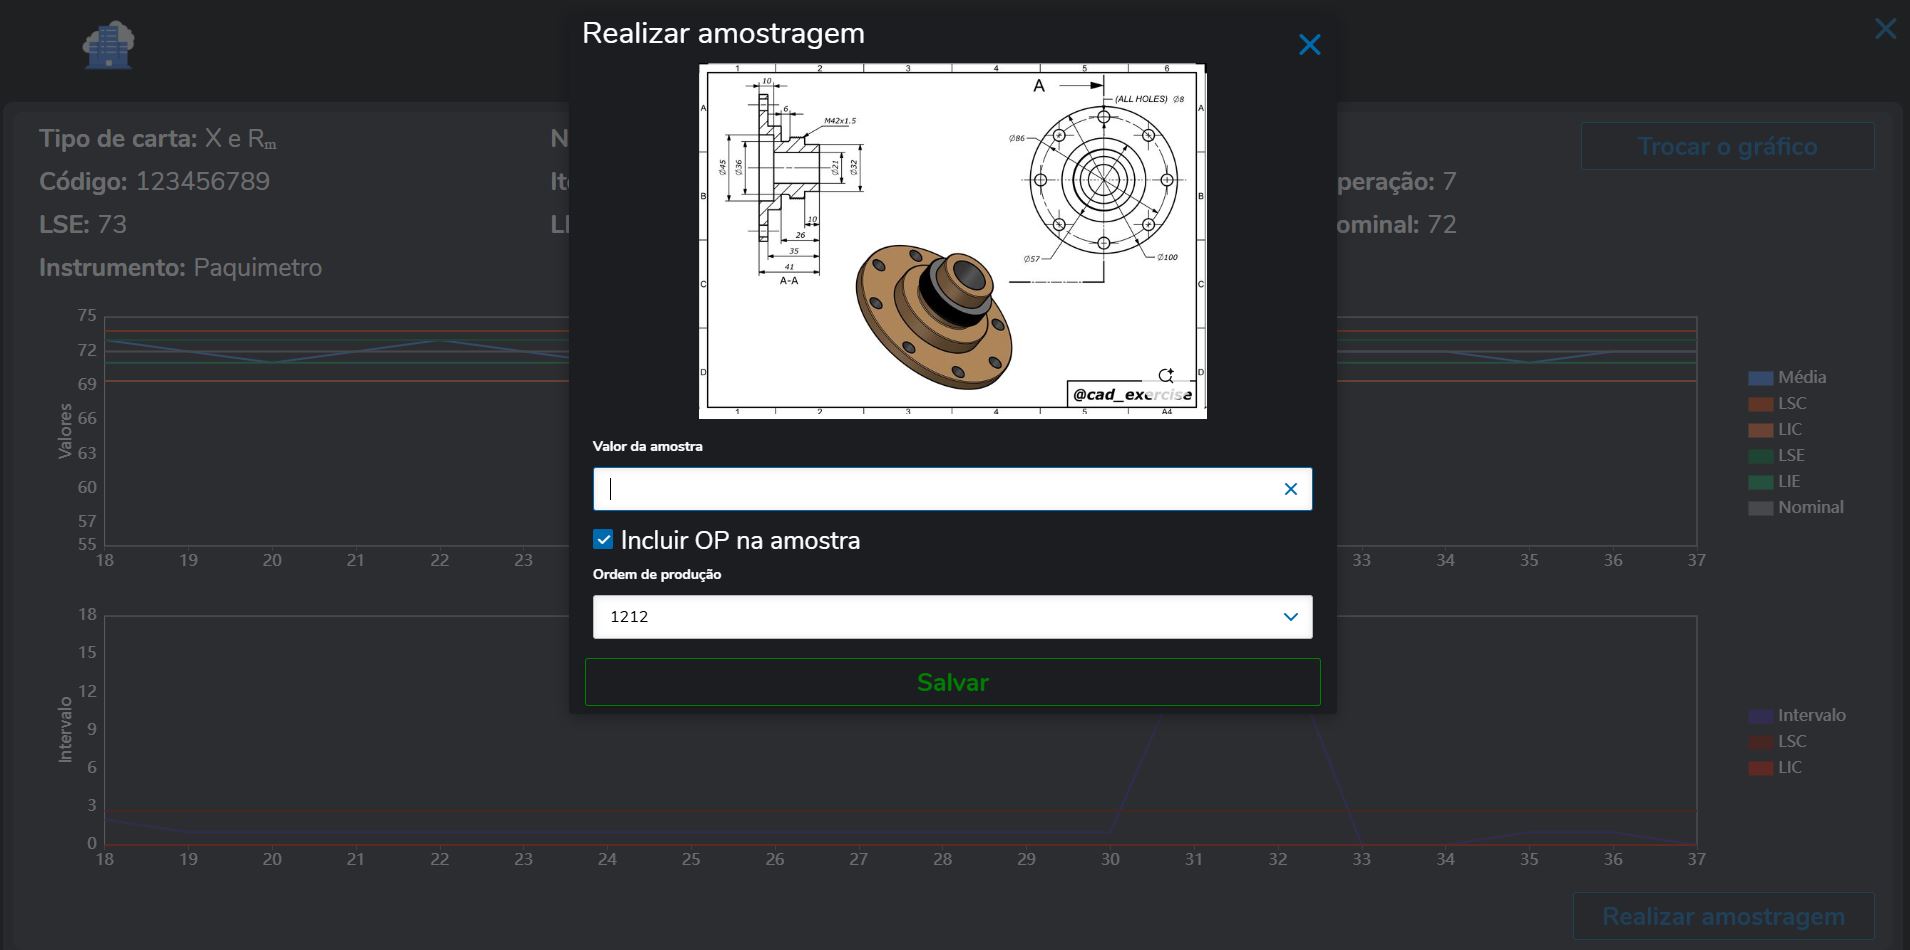 Realizar amostragem
Tipo de carta: X e Rm
Código: 123456789
peração: 7
LSE: 73
ominal: 72
Instrumento: Paquimetro
Trocar o gráfico
1 2 3 4 5 6
A
B
C
D
A
B
C
D
1 2 3 4 5 A4
10
6
M42x1.5
Ø45
Ø36
Ø21
Ø32
10
26
35
41
A-A
A
(ALL HOLES) Ø8
Ø86
Ø57
Ø100
@cad_exercise
Valor da amostra
Incluir OP na amostra
Ordem de produção
1212
Salvar
Valores
75
72
69
66
63
60
57
55
18 19 20 21 22 23 33 34 35 36 37
Média
LSC
LIC
LSE
LIE
Nominal
Intervalo
18
15
12
9
6
3
0
18 19 20 21 22 23 24 25 26 27 28 29 30 31 32 33 34 35 36 37
Intervalo
LSC
LIC
Realizar amostragem